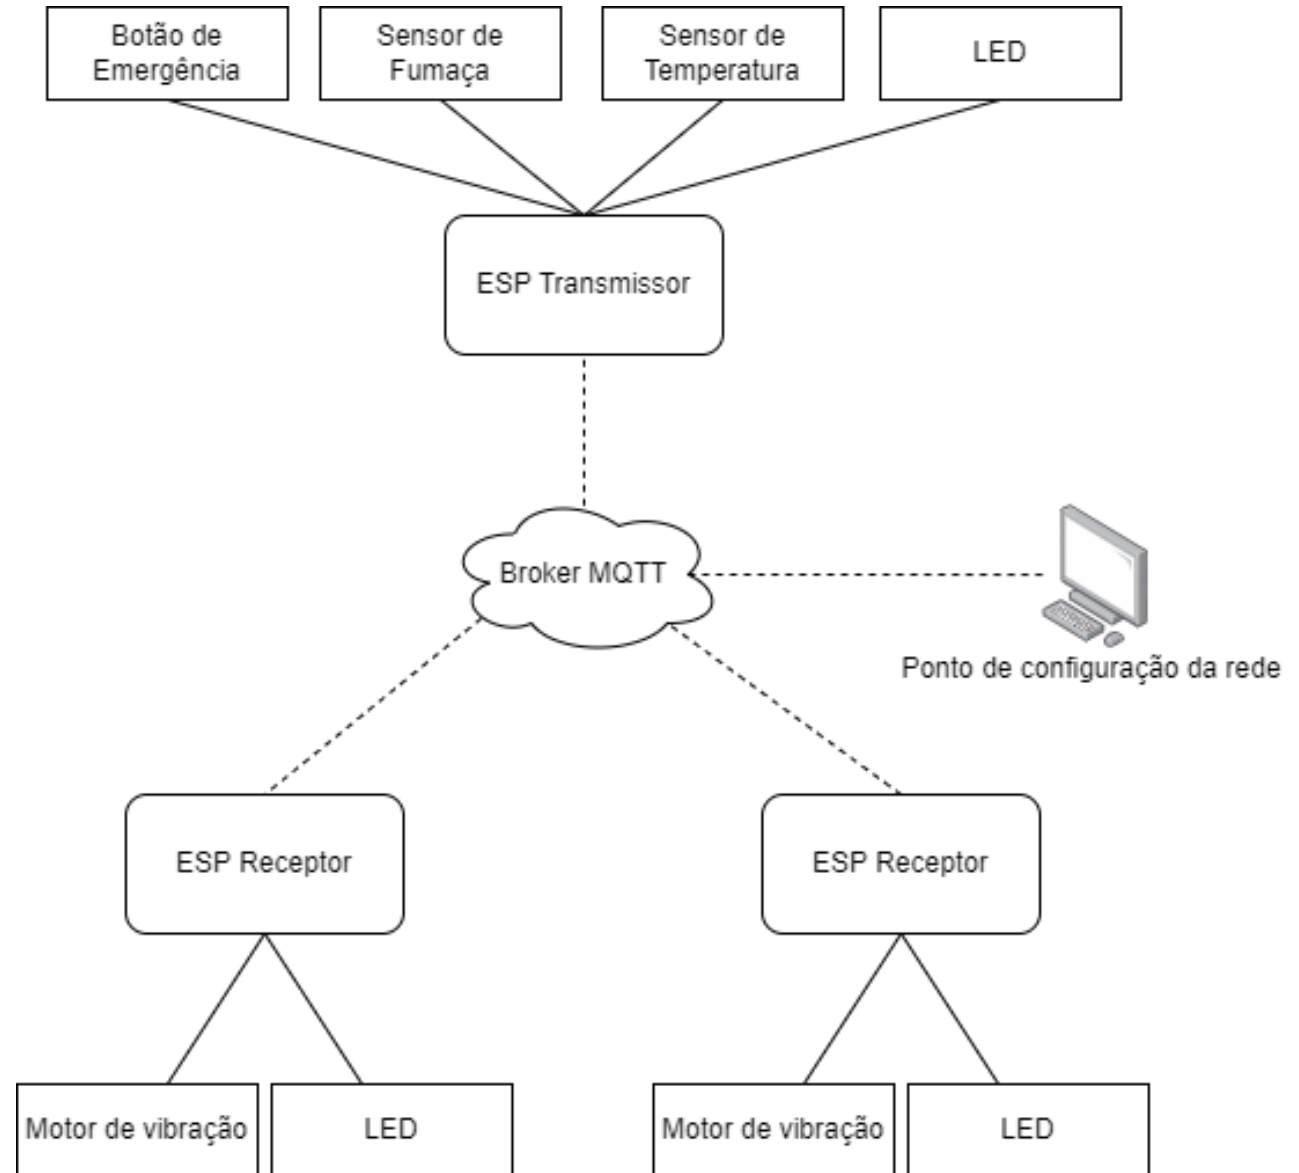 Botão de
Emergência
Sensor de
Fumaça
Sensor de
Temperatura
LED
ESP Transmissor
Broker MQTT
Ponto de configuração da rede
ESP Receptor
ESP Receptor
Motor de vibração
LED
Motor de vibração
LED